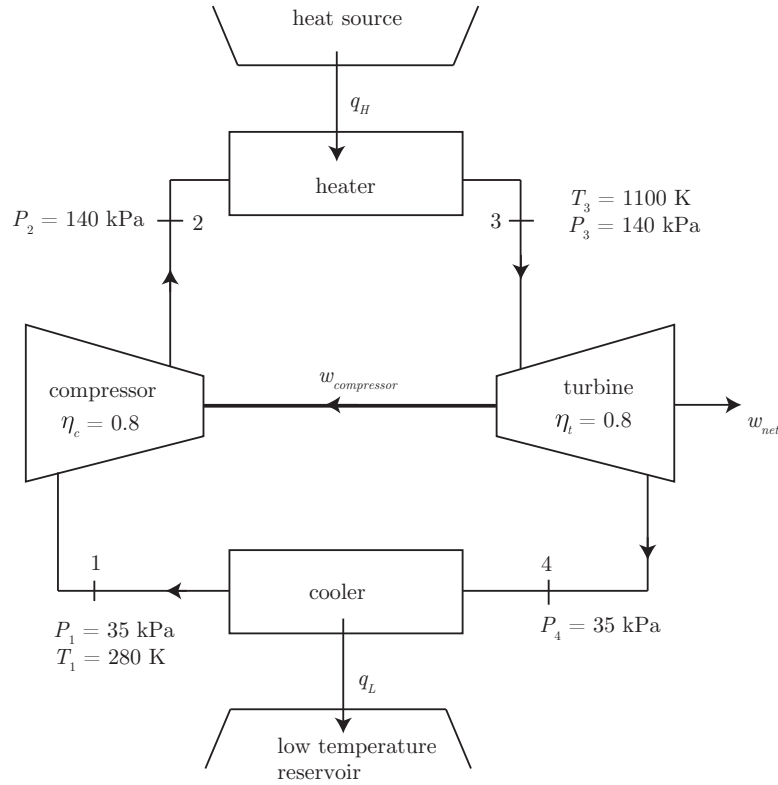 heat source
q_H
heater
T_3 = 1100 K
P_3 = 140 kPa
P_2 = 140 kPa
2
3
compressor
η_c = 0.8
w_compressor
turbine
η_t = 0.8
w_net
1
4
cooler
P_1 = 35 kPa
T_1 = 280 K
P_4 = 35 kPa
q_L
low temperature
reservoir